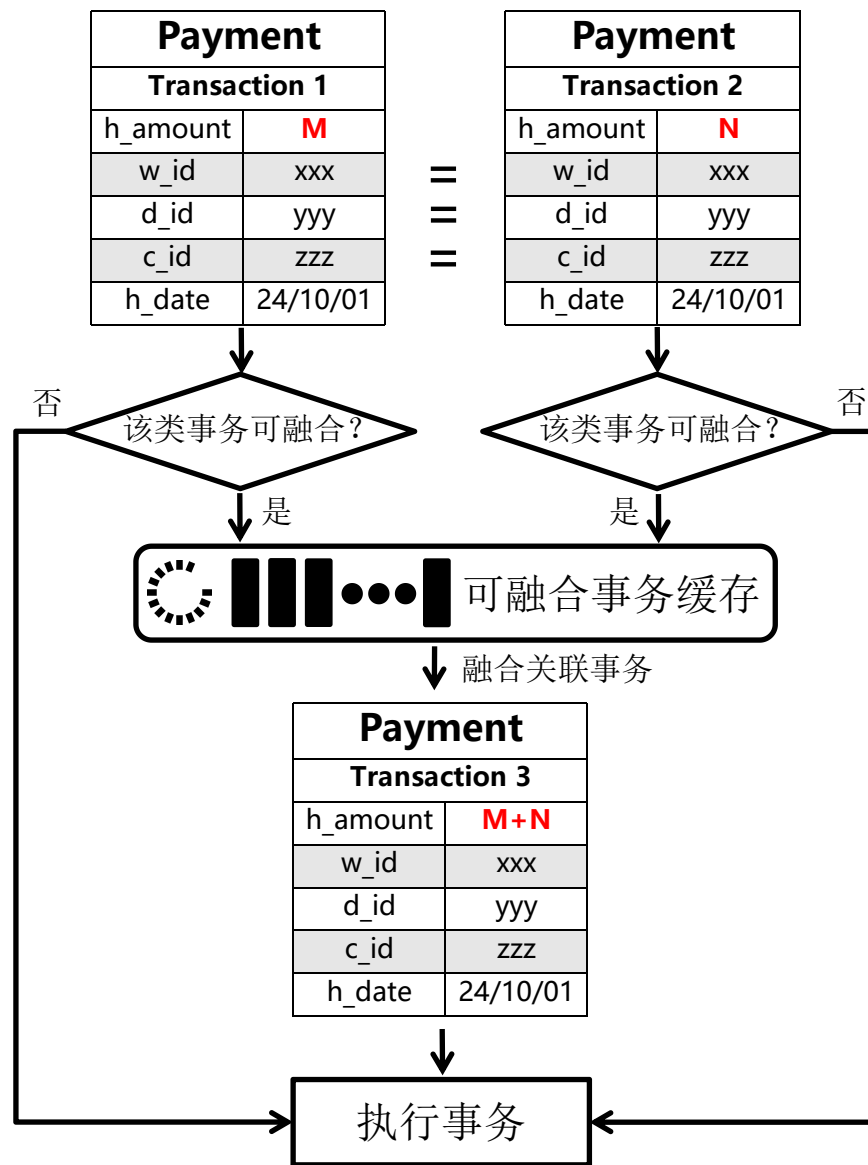 Payment
Transaction 1
h_amount M
w_id xxx
d_id yyy
c_id zzz
h_date 24/10/01
=
=
=
Payment
Transaction 2
h_amount N
w_id xxx
d_id yyy
c_id zzz
h_date 24/10/01
否
该类事务可融合?
该类事务可融合?
否
是
是
可融合事务缓存
融合关联事务
Payment
Transaction 3
h_amount M+N
w_id xxx
d_id yyy
c_id zzz
h_date 24/10/01
执行事务